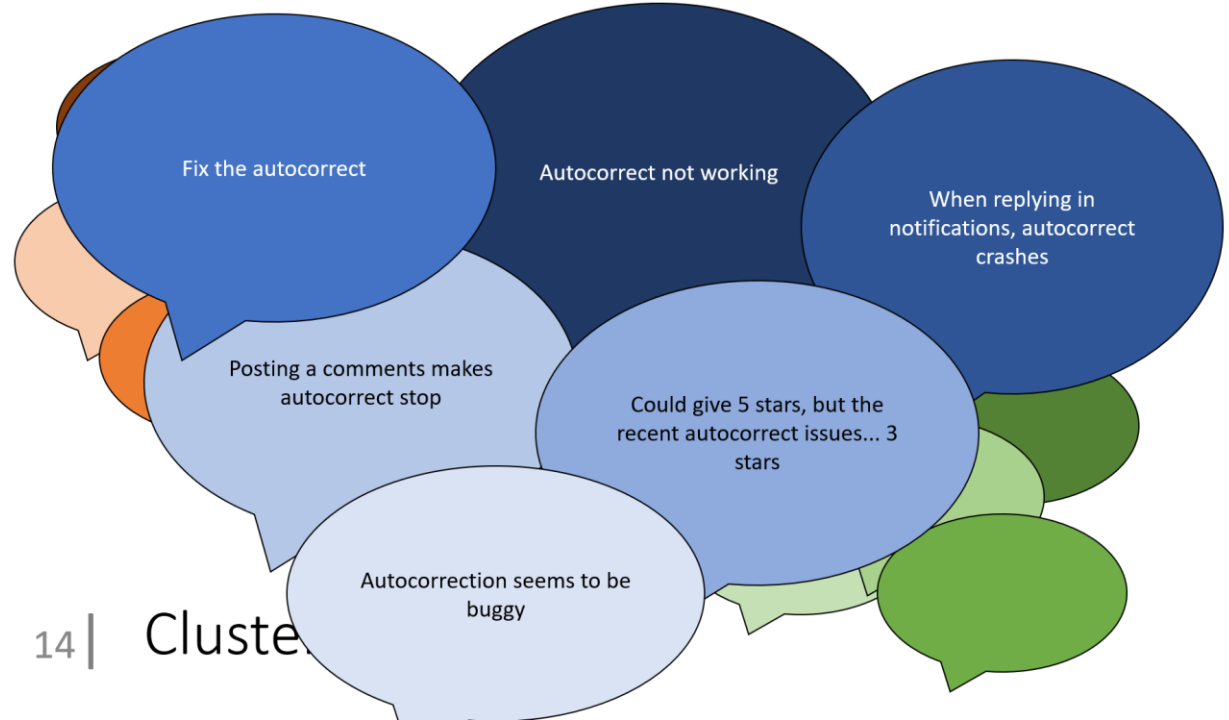 Fix the autocorrect
Autocorrect not working
When replying in
notifications, autocorrect
crashes
Posting a comments makes
autocorrect stop
Could give 5 stars, but the
recent autocorrect issues... 3
stars
Autocorrection seems to be
buggy
14